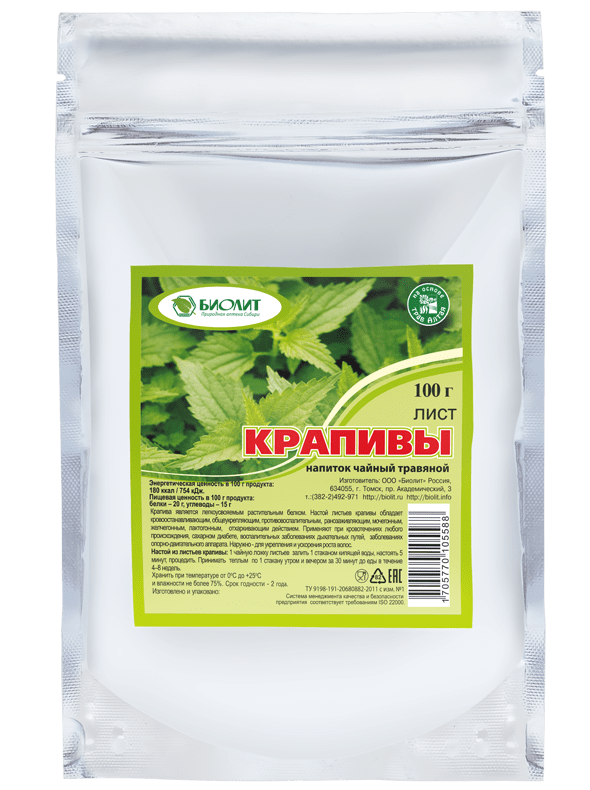 БИОЛИТ
Природная аптека Сибири
НА ОСНОВЕ
ТРАВ АЛТАЯ
100 г
ЛИСТ
КРАПИВЫ
напиток чайный травяной
Изготовитель: ООО «Биолит» Россия,
634055, г. Томск, пр. Академический, 3
т.:(382-2)492-971 http://biolit.ru http://biolit.info
Энергетическая ценность в 100 г продукта:
180 ккал / 754 кДж.
Пищевая ценность в 100 г продукта:
белки – 20 г, углеводы – 15 г
Крапива является легкоусвояемым растительным белком. Настой листьев крапивы обладает
кровоостанавливающим, общеукрепляющим, противовоспалительным, ранозаживляющим, мочегонным,
желчегонным, лактогонным, отхаркивающим действием. Применяют при кровотечениях любого
происхождения, сахарном диабете, воспалительных заболеваниях дыхательных путей, заболеваниях
опорно-двигательного аппарата. Наружно - для укрепления и ускорения роста волос.
Настой из листьев крапивы: 1 чайную ложку листьев залить 1 стаканом кипящей воды, настоять 5
минут, процедить. Принимать теплым по 1 стакану утром и вечером за 30 минут до еды в течение
4–8 недель.
Хранить при температуре от 0°С до +25°С
и влажности не более 75%. Срок годности - 2 года.
Изготовлено и упаковано:
EAC
ТУ 9198-191-20680882-2011 с изм. №1
Система менеджмента качества и безопасности
предприятия соответствует требованиям ISO 22000.
1705770105588